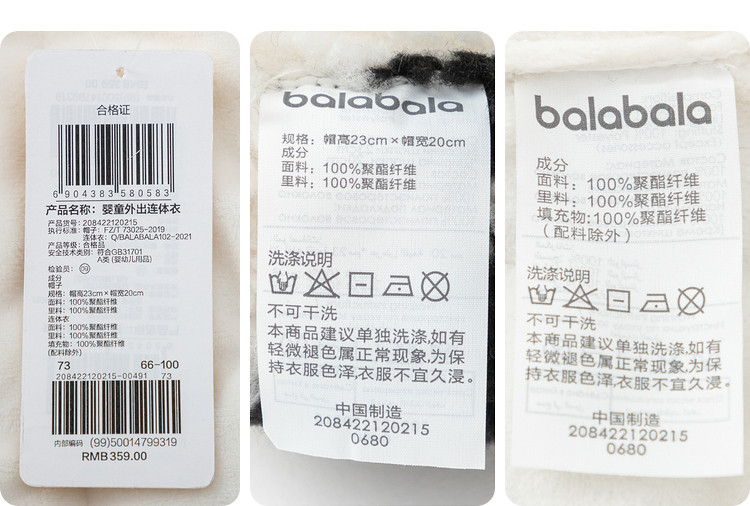 合格证
6 904383 580583
产品名称：婴童外出连体衣
产品货号：208422120215
执行标准：帽子：FZ/T 73025-2019
连体衣：Q/BALABALA102-2021
产品等级：合格品
安全技术类别：符合GB31701
A类 (婴幼儿用品)
检验员：
成分
帽子
规格：帽高23cm×帽宽20cm
面料：100%聚酯纤维
里料：100%聚酯纤维
连体衣
面料：100%聚酯纤维
里料：100%聚酯纤维
填充物：100%聚酯纤维
(配料除外)
73 66-100
208422120215-00491 73
内部编码 (99)50014799319
RMB 359.00
balabala
规格：帽高23cm×帽宽20cm
成分
面料：100%聚酯纤维
里料：100%聚酯纤维
洗涤说明
不可干洗
本商品建议单独洗涤,如有
轻微褪色属正常现象,为保
持衣服色泽,衣服不宜久浸。
中国制造
208422120215
0680
balabala
成分
面料：100%聚酯纤维
里料：100%聚酯纤维
填充物:100%聚酯纤维
（配料除外）
洗涤说明
不可干洗
本商品建议单独洗涤,如有
轻微褪色属正常现象,为保
持衣服色泽,衣服不宜久浸。
中国制造
208422120215
0680